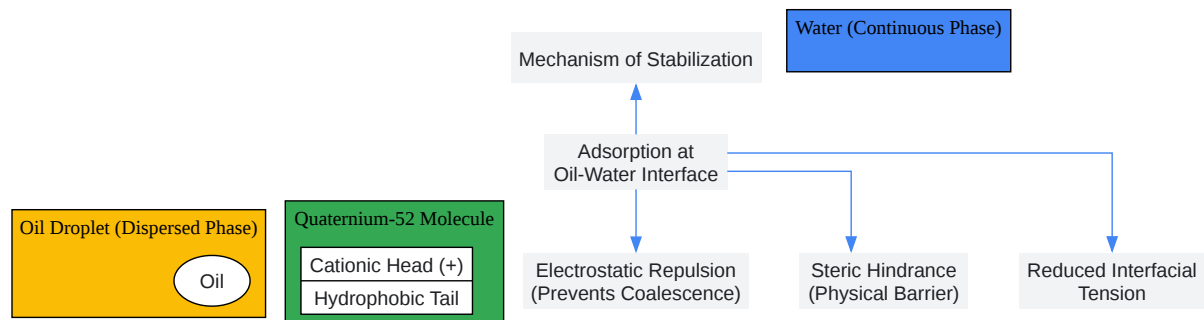 Water (Continuous Phase)
Mechanism of Stabilization
Adsorption at
Oil-Water Interface
Oil Droplet (Dispersed Phase)
Oil
Quaternium-52 Molecule
Cationic Head (+)
Hydrophobic Tail
Electrostatic Repulsion
(Prevents Coalescence)
Steric Hindrance
(Physical Barrier)
Reduced Interfacial
Tension